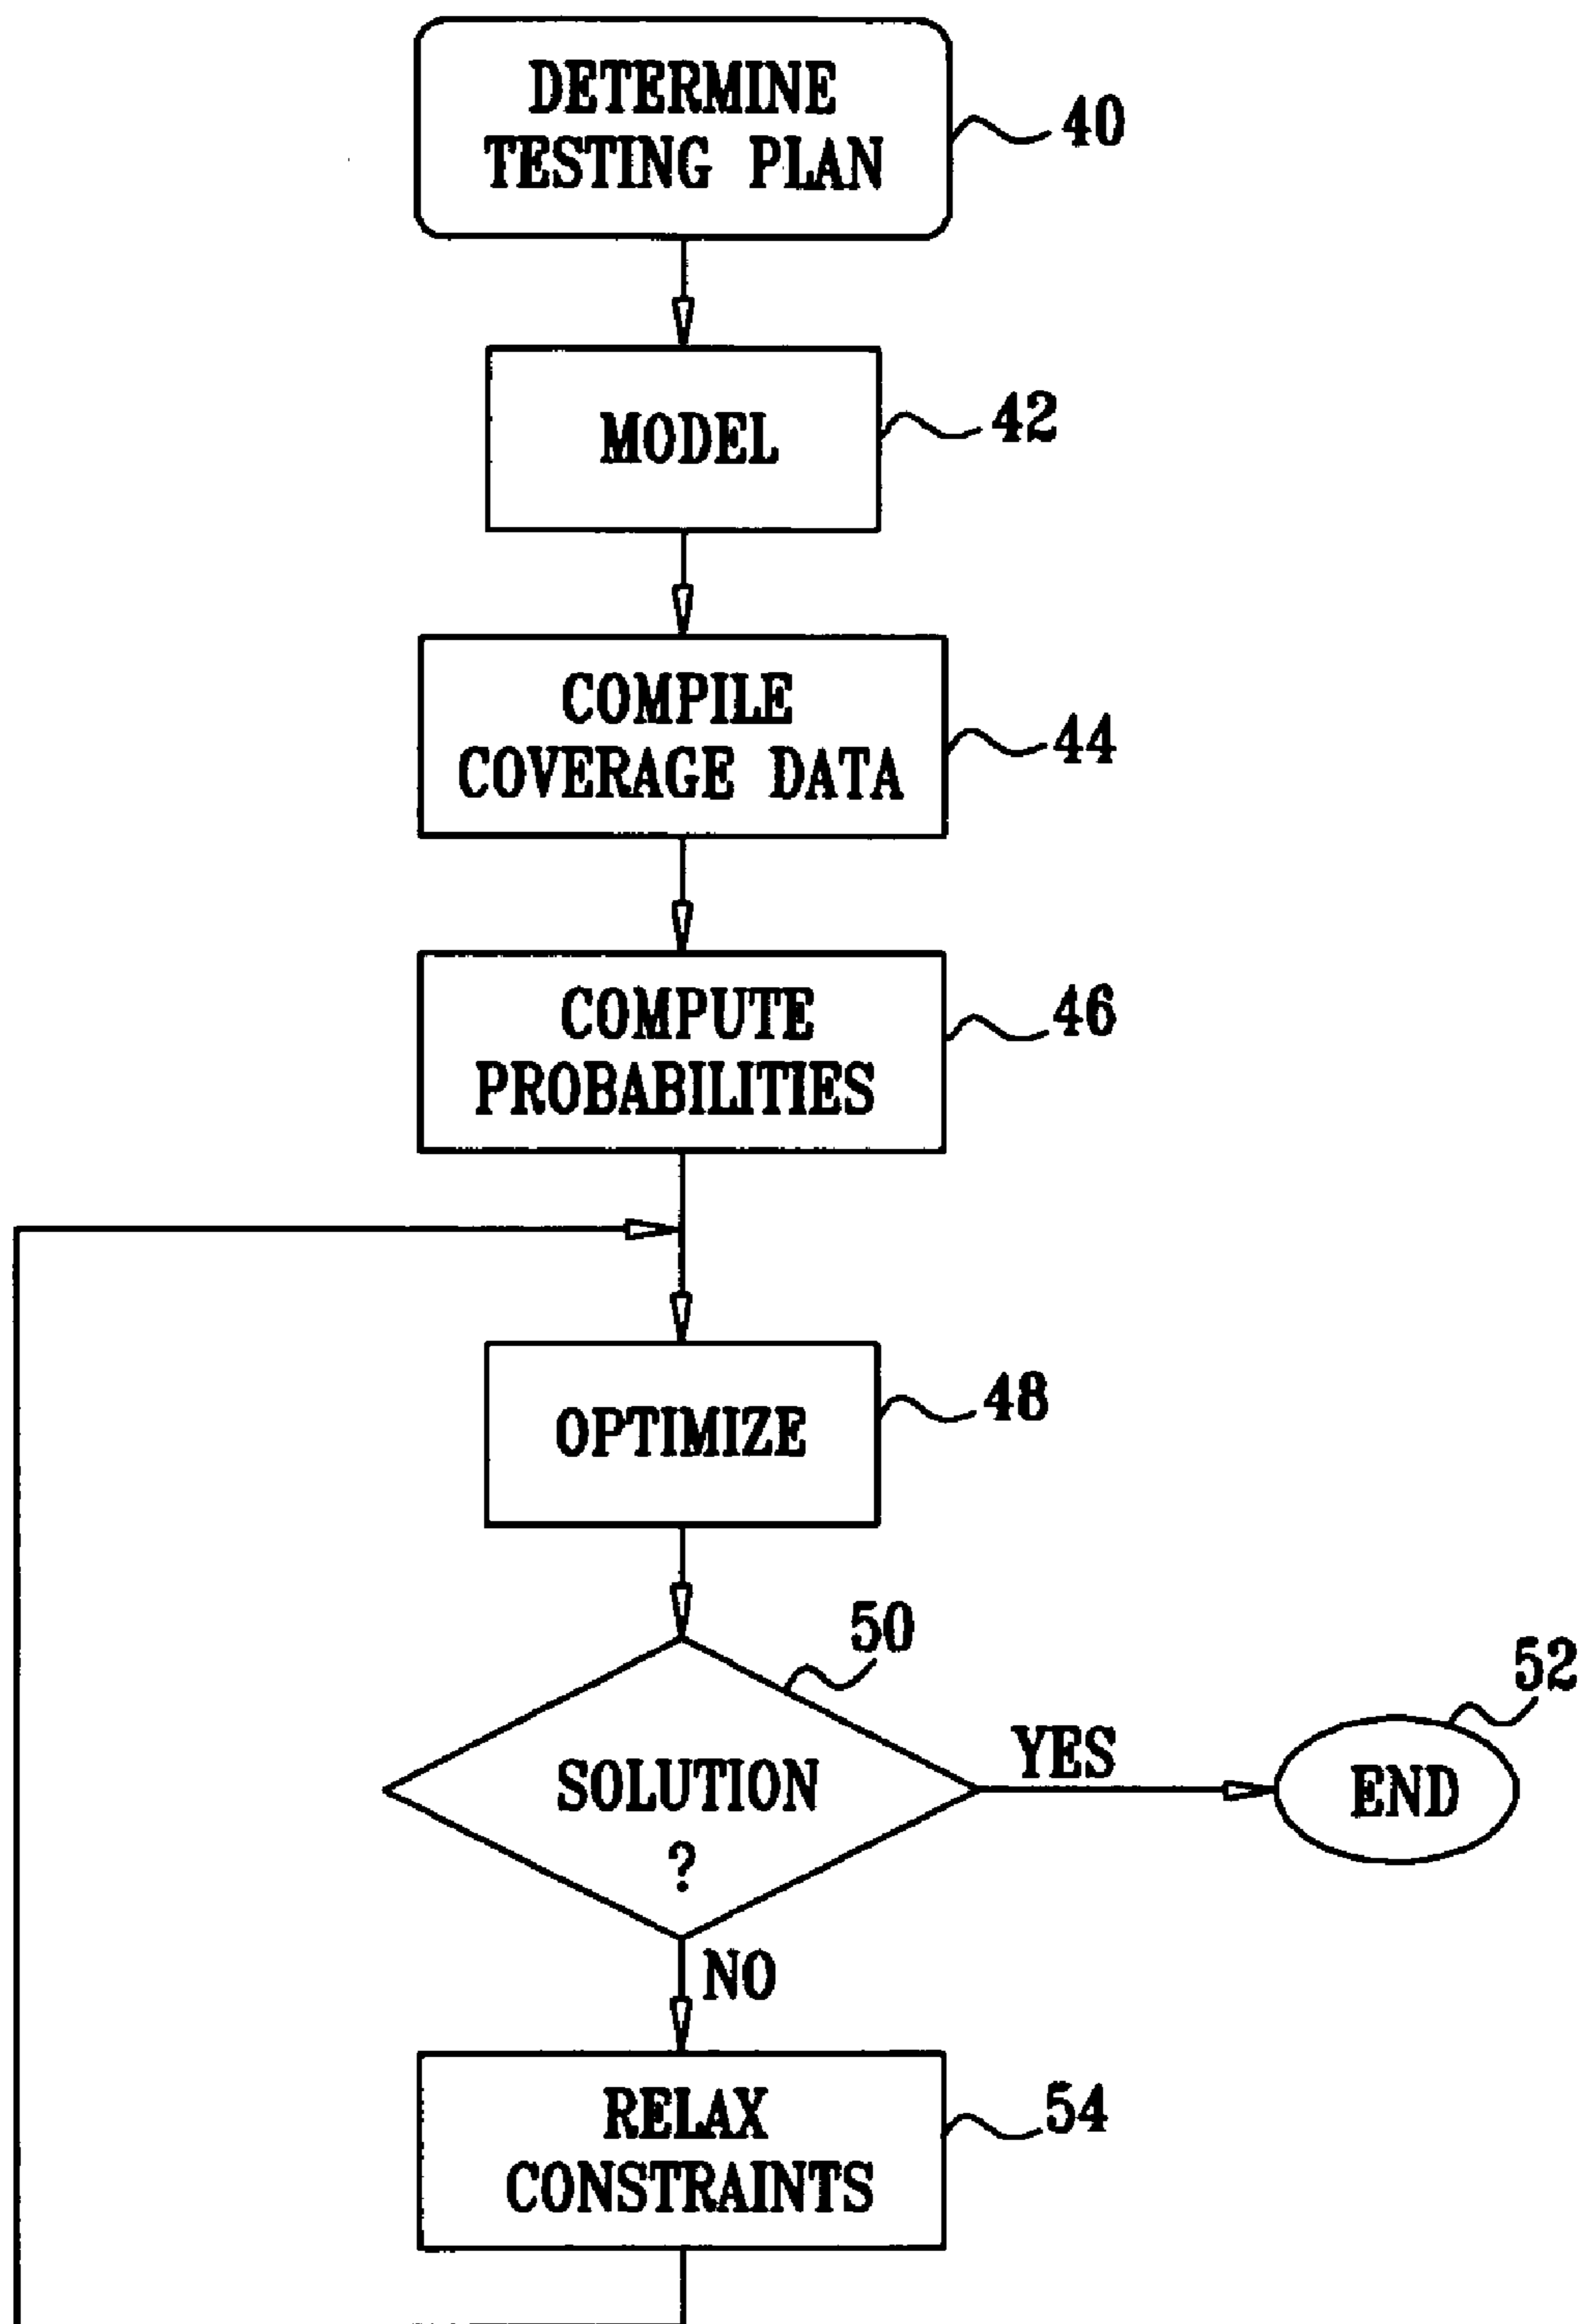 DETERMINE
TESTING PLAN
40
MODEL
42
COMPILE
COVERAGE DATA
44
COMPUTE
PROBABILITIES
46
OPTIMIZE
48
50
SOLUTION
?
YES
52
END
NO
RELAX
CONSTRAINTS
54